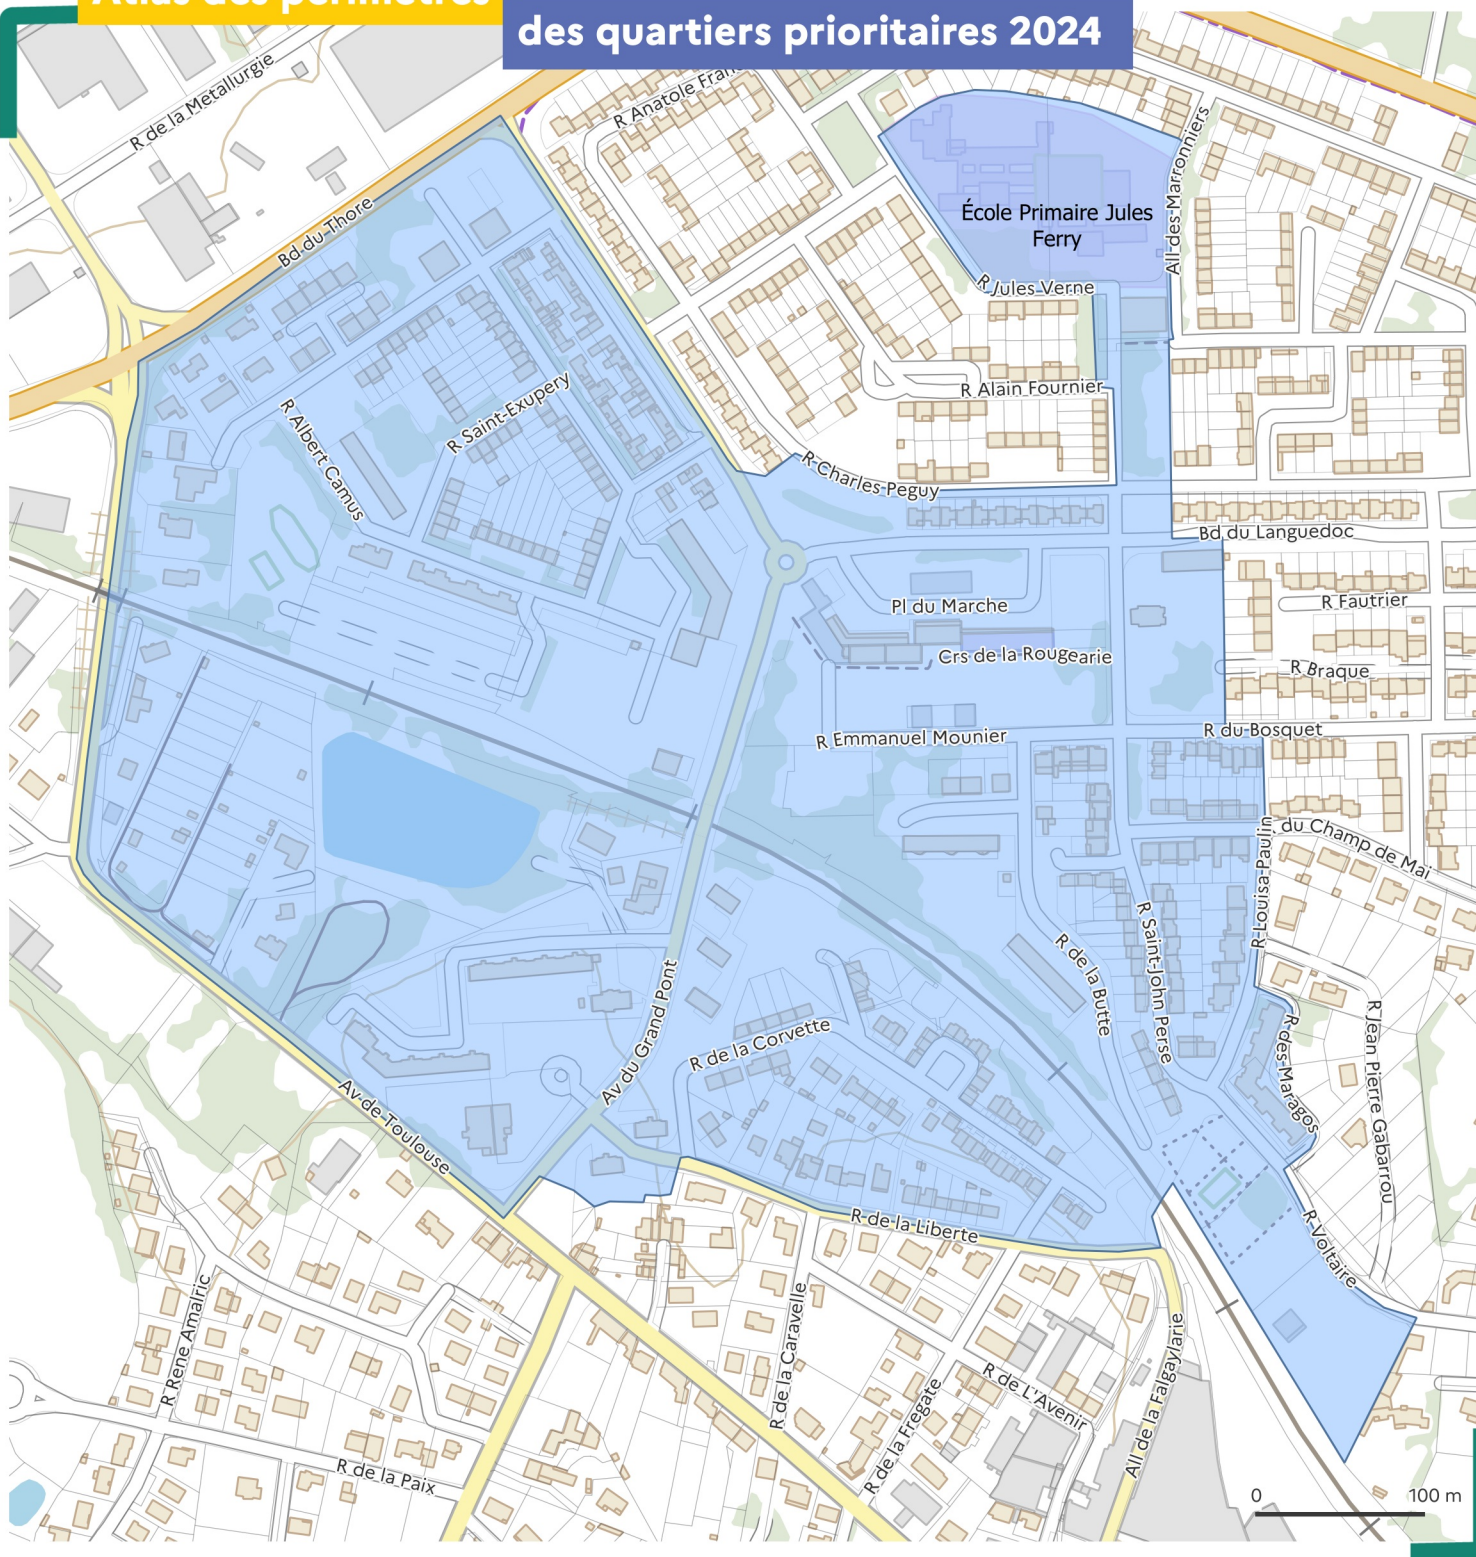 Atlas des périmètres
des quartiers prioritaires 2024
R de la Metallurgie
R Anatole Fran
All des Marronniers
École Primaire Jules
Ferry
Bd du Thore
R Jules Verne
R Alain Fournier
R Saint-Exupery
R Albert Camus
R Charles Peguy
Bd du Languedoc
R Fautrier
Pl du Marche
Crs de la Rougearie
R Braque
R du Bosquet
R Emmanuel Mounier
R du Champ de Mai
R Louisa Paulin
R Saint-John Perse
R de la Butte
Av du Grand Pont
R de la Corvette
R des Maragos
R Jean Pierre Gabarrou
Av de Toulouse
R de la Liberte
R Voltaire
R Rene Amalric
R de la Caravelle
All de la Falgaylarie
R de L'Avenir
R de la Fregate
R de la Paix
0 100 m